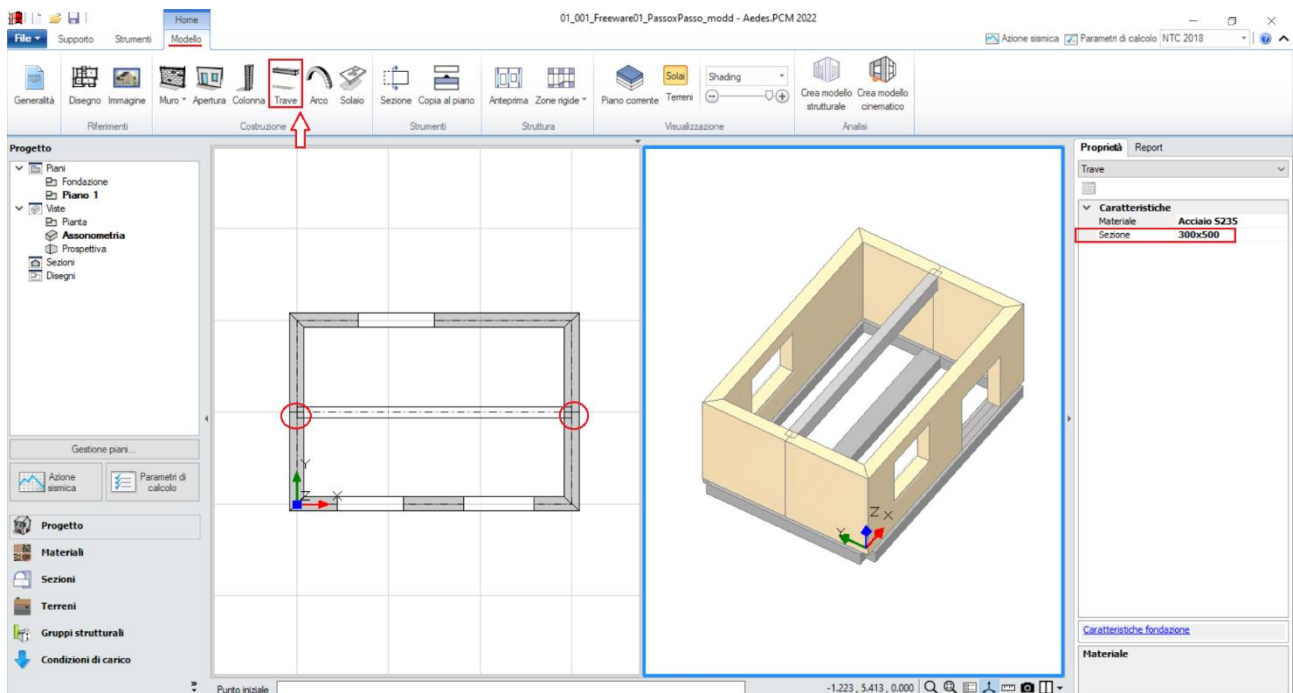 Home
01_001_Freeware01_PassoxPasso_modd - Aedes.PCM 2022
File Supporto Strumenti Modello
Azione sismica Parametri di calcolo NTC 2018
Generalità Disegno Immagine Muro Apertura Colonna Trave Arco Solaio Sezione Copia al piano Anteprima Zone rigide Piano corrente Solai Terreni Shading Crea modello strutturale Crea modello cinematico
Riferimenti Costruzione Strumenti Struttura Visualizzazione Analisi
Progetto
Piani
Fondazione
Piano 1
Viste
Pianta
Assonometria
Prospettiva
Sezioni
Disegni
Gestione piani...
Azione sismica
Parametri di calcolo
Progetto
Materiali
Sezioni
Terreni
Gruppi strutturali
Condizioni di carico
Y
Z X
Z X
Y
Proprietà Report
Trave
Caratteristiche
Materiale Acciaio S235
Sezione 300x500
Caratteristiche fondazione
Materiale
Punto iniziale
-1.223 , 5.413 , 0.000